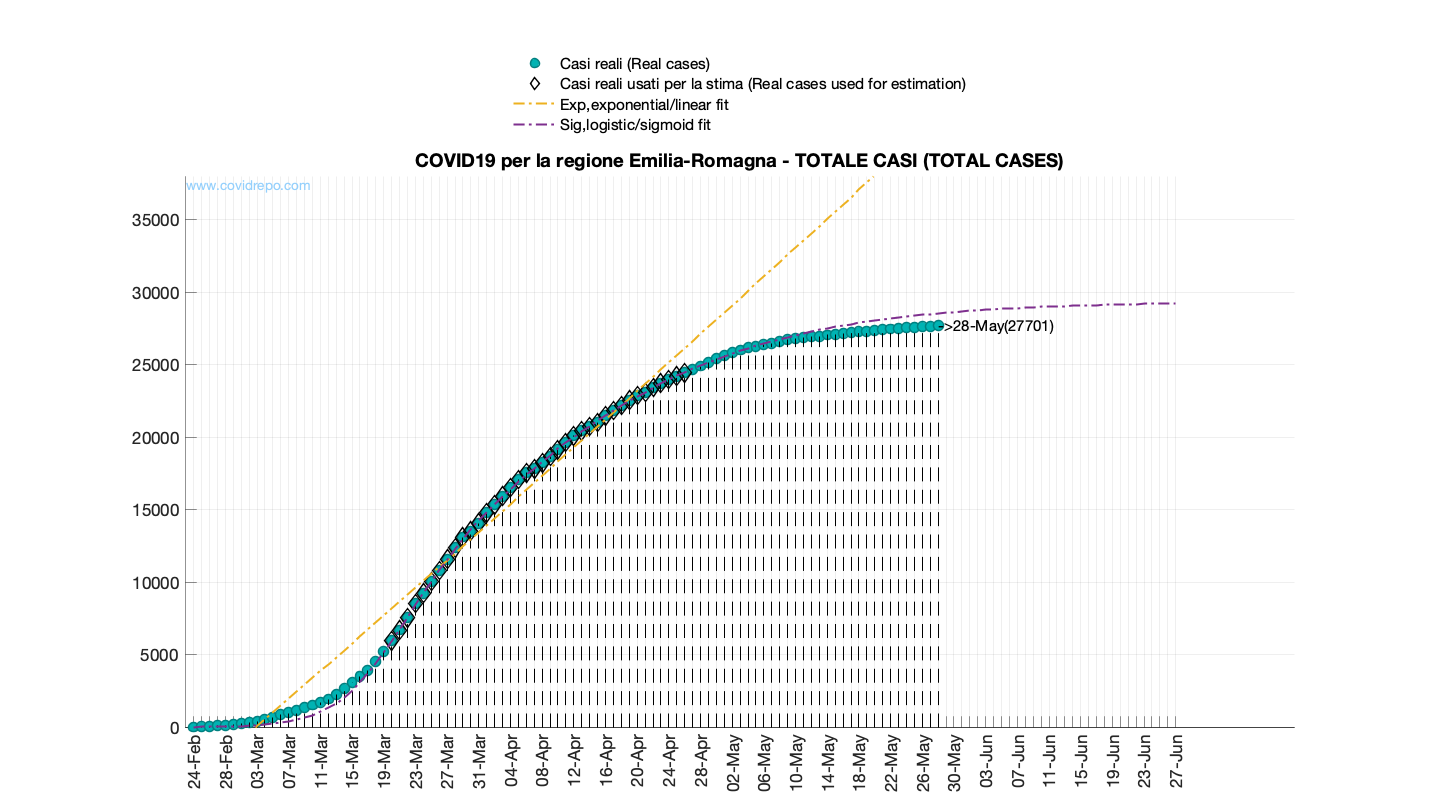 Casi reali (Real cases)
Casi reali usati per la stima (Real cases used for estimation)
Exp,exponential/linear fit
Sig,logistic/sigmoid fit
COVID19 per la regione Emilia-Romagna - TOTALE CASI (TOTAL CASES)
www.covidrepo.com
35000
30000
25000
20000
15000
10000
5000
0
->28-May(27701)
24-Feb
28-Feb
03-Mar
07-Mar
11-Mar
15-Mar
19-Mar
23-Mar
27-Mar
31-Mar
04-Apr
08-Apr
12-Apr
16-Apr
20-Apr
24-Apr
28-Apr
02-May
06-May
10-May
14-May
18-May
22-May
26-May
30-May
03-Jun
07-Jun
11-Jun
15-Jun
19-Jun
23-Jun
27-Jun